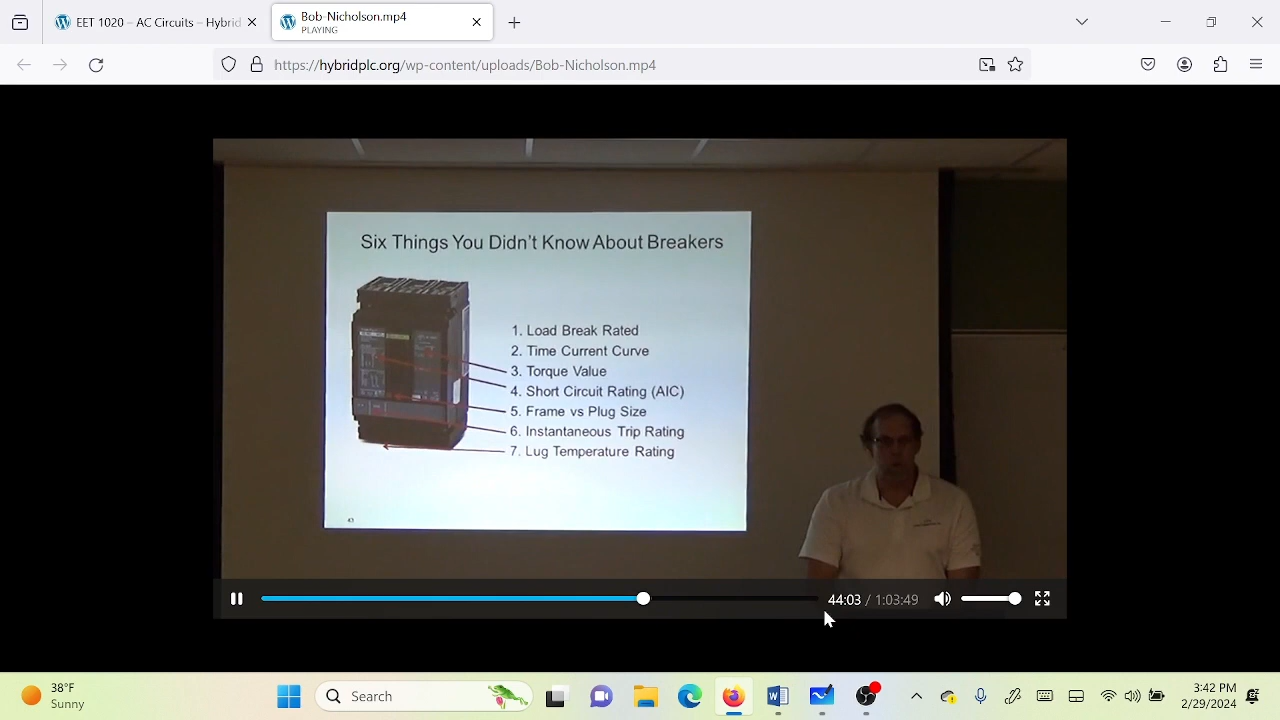 EET 1020 – AC Circuits – Hybrid
Bob-Nicholson.mp4
PLAYING
https://hybridplc.org/wp-content/uploads/Bob-Nicholson.mp4
Six Things You Didn't Know About Breakers
1. Load Break Rated
2. Time Current Curve
3. Torque Value
4. Short Circuit Rating (AIC)
5. Frame vs Plug Size
6. Instantaneous Trip Rating
7. Lug Temperature Rating
43
44:03 / 1:03:49
38°F
Sunny
Search
3:42 PM
2/29/2024